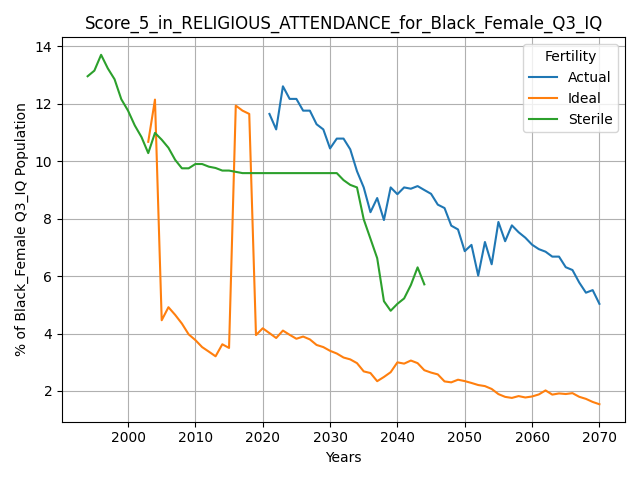 Score_5_in_RELIGIOUS_ATTENDANCE_for_Black_Female_Q3_IQ
Fertility
Actual
Ideal
Sterile
% of Black_Female Q3_IQ Population
14
12
10
8
6
4
2
2000
2010
2020
2030
2040
2050
2060
2070
Years